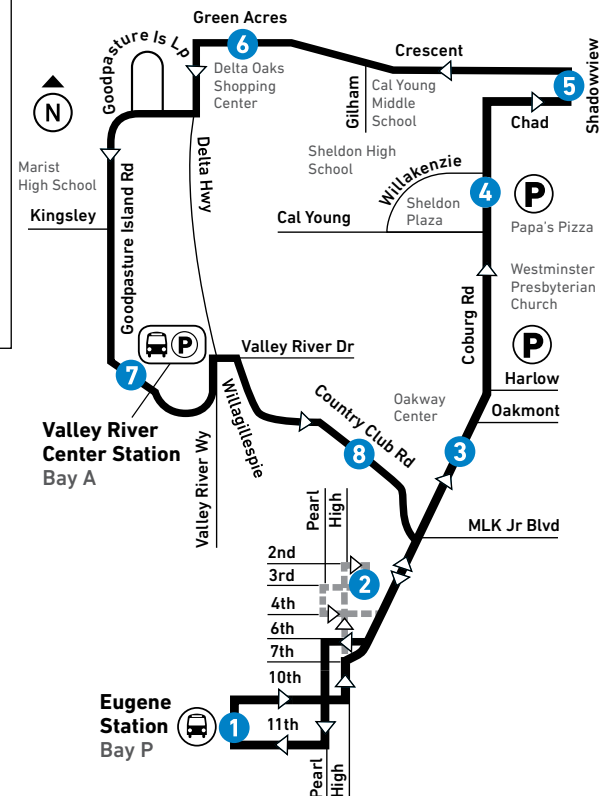 Green Acres
6
Goodpasture Is Lp
Delta Oaks
Shopping
Center
Crescent
5
Shadowview
Gilham
Cal Young
Middle
School
Chad
N
Sheldon High
School
Willakenzie
4
P
Marist
High School
Delta Hwy
Sheldon
Plaza
Kingsley
Cal Young
Papa's Pizza
Goodpasture Island Rd
Westminster
Presbyterian
Church
Coburg Rd
P
P
Valley River Dr
7
Harlow
Willagillespie
Oakway
Center
Oakmont
Country Club Rd
Valley River
Center Station
Bay A
3
8
Valley River Wy
Pearl
High
MLK Jr Blvd
2nd
3rd
2
4th
6th
7th
10th
Eugene
Station
Bay P
1
11th
Pearl
High